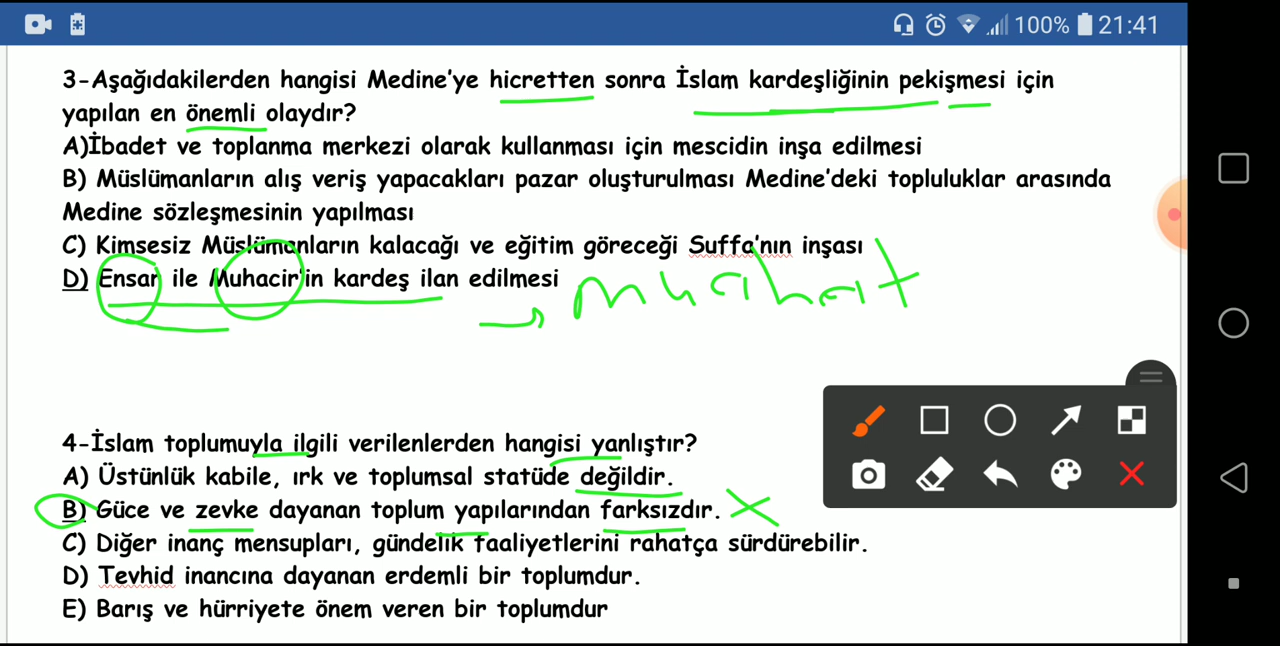 100% 21:41
3-Aşağıdakilerden hangisi Medine'ye hicretten sonra İslam kardeşliğinin pekişmesi için
yapılan en önemli olaydır?
A)İbadet ve toplanma merkezi olarak kullanması için mescidin inşa edilmesi
B) Müslümanların alış veriş yapacakları pazar oluşturulması Medine'deki topluluklar arasında
Medine sözleşmesinin yapılması
C) Kimsesiz Müslümanların kalacağı ve eğitim göreceği Suffa'nın inşası
D) Ensar ile Muhacir'in kardeş ilan edilmesi
muahat
4-İslam toplumuyla ilgili verilenlerden hangisi yanlıştır?
A) Üstünlük kabile, ırk ve toplumsal statüde değildir.
B) Güce ve zevke dayanan toplum yapılarından farksızdır.
C) Diğer inanç mensupları, gündelik faaliyetlerini rahatça sürdürebilir.
D) Tevhid inancına dayanan erdemli bir toplumdur.
E) Barış ve hürriyete önem veren bir toplumdur